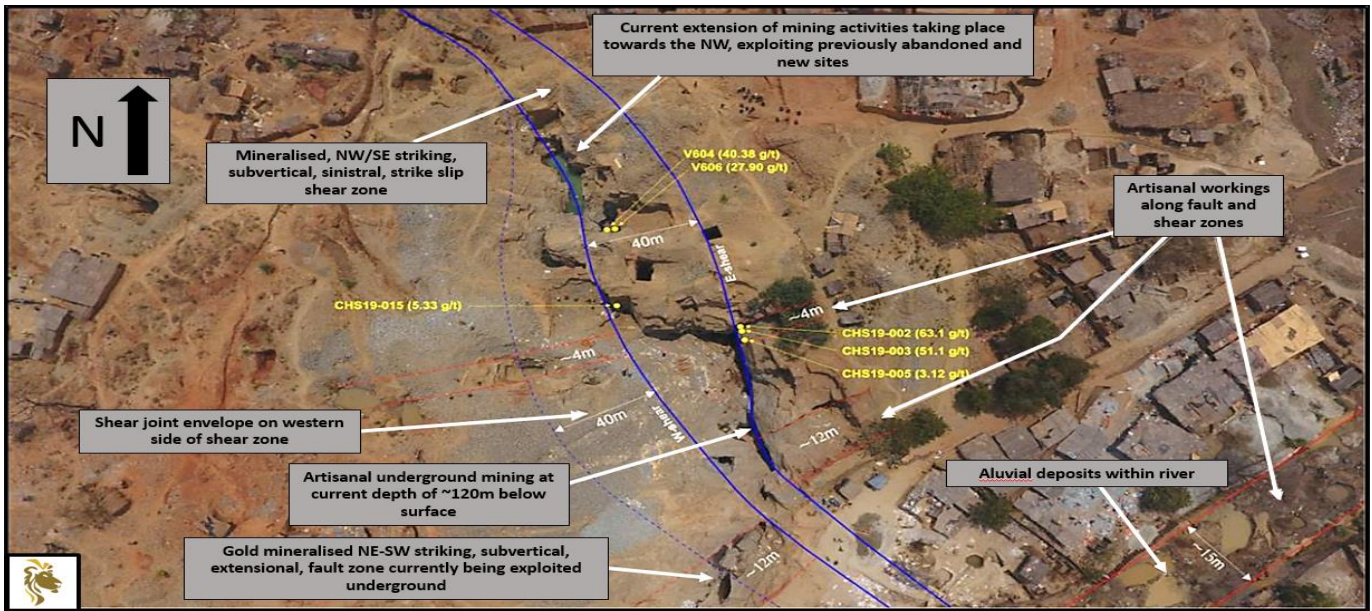 Current extension of mining activities taking place
towards the NW, exploiting previously abandoned and
new sites
N
Mineralised, NW/SE striking,
subvertical, sinistral, strike slip
shear zone
V604 (40.38 g/t)
V606 (27.90 g/t)
Artisanal workings
along fault and
shear zones
40m
E-shear
CHS19-015 (5.33 g/t)
~4m
CHS19-002 (63.1 g/t)
CHS19-003 (51.1 g/t)
CHS19-005 (3.12 g/t)
~4m
Shear joint envelope on western
side of shear zone
40m
W-shear
~12m
Artisanal underground mining at
current depth of ~120m below
surface
Aluvial deposits within river
Gold mineralised NE-SW striking, subvertical,
extensional, fault zone currently being exploited
underground
~12m
~15m